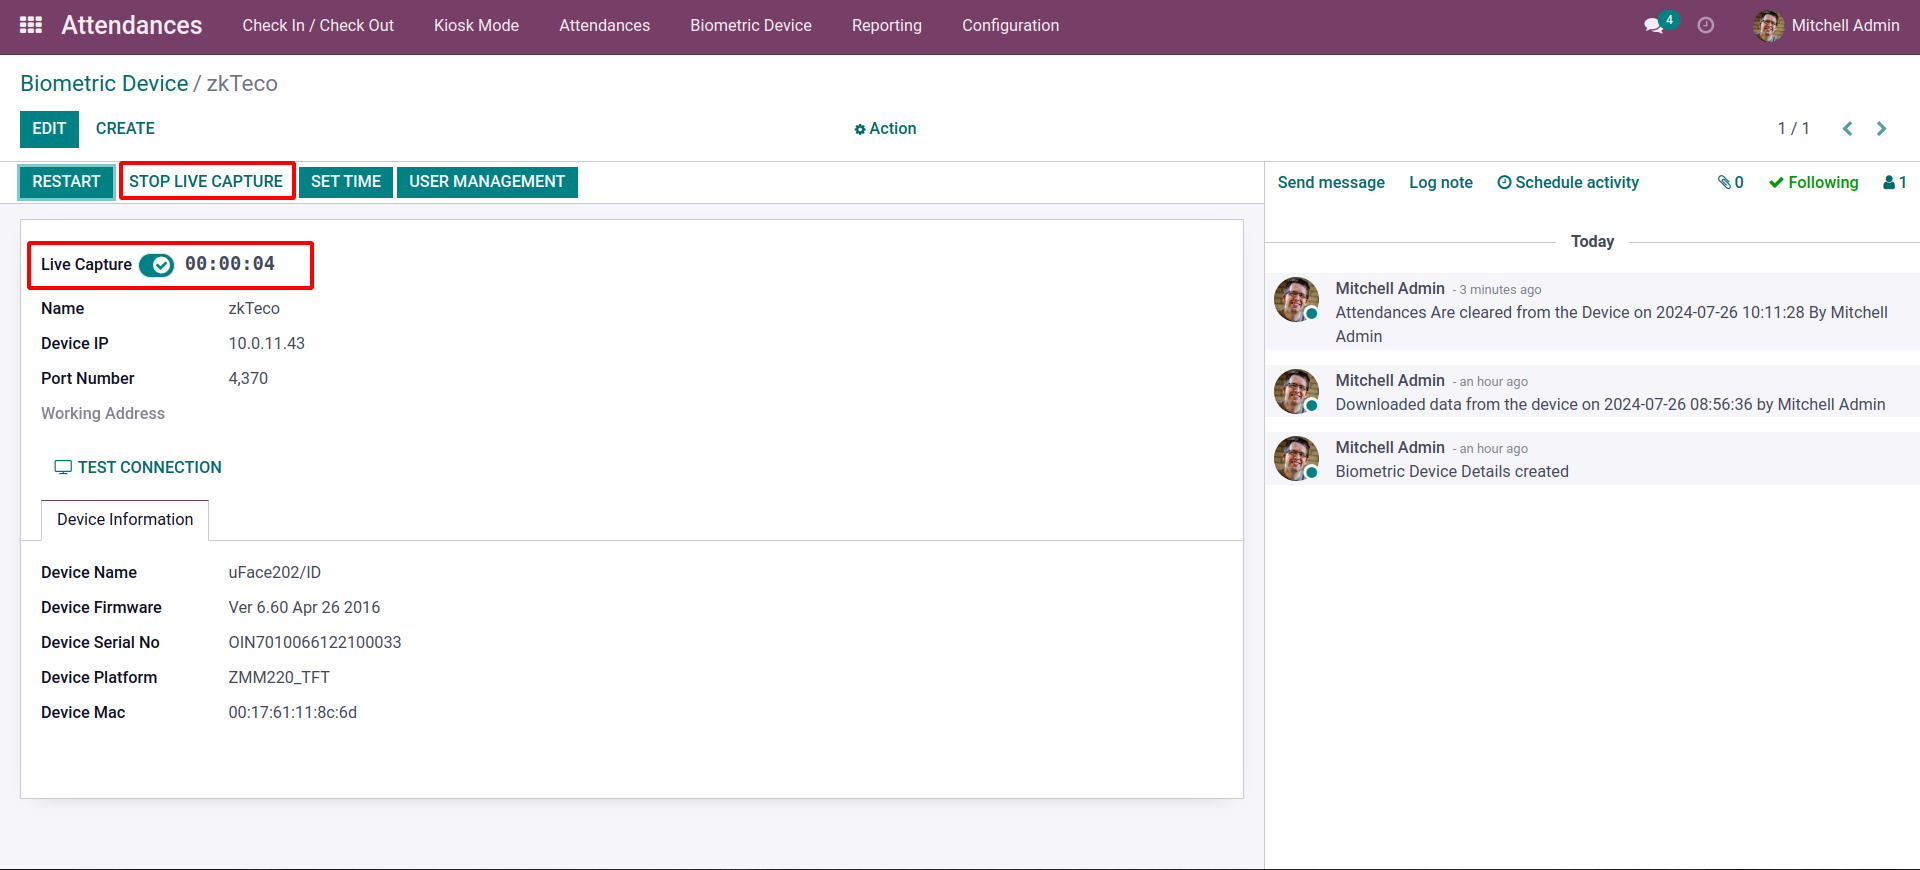 Attendances Check In / Check Out Kiosk Mode Attendances Biometric Device Reporting Configuration 4 Mitchell Admin
Biometric Device / zkTeco
EDIT CREATE Action 1 / 1
RESTART STOP LIVE CAPTURE SET TIME USER MANAGEMENT
Live Capture 00:00:04
Name zkTeco
Device IP 10.0.11.43
Port Number 4,370
Working Address
TEST CONNECTION
Device Information
Device Name uFace202/ID
Device Firmware Ver 6.60 Apr 26 2016
Device Serial No OIN7010066122100033
Device Platform ZMM220_TFT
Device Mac 00:17:61:11:8c:6d
Send message Log note Schedule activity 0 Following 1
Today
Mitchell Admin - 3 minutes ago
Attendances Are cleared from the Device on 2024-07-26 10:11:28 By Mitchell
Admin
Mitchell Admin - an hour ago
Downloaded data from the device on 2024-07-26 08:56:36 by Mitchell Admin
Mitchell Admin - an hour ago
Biometric Device Details created